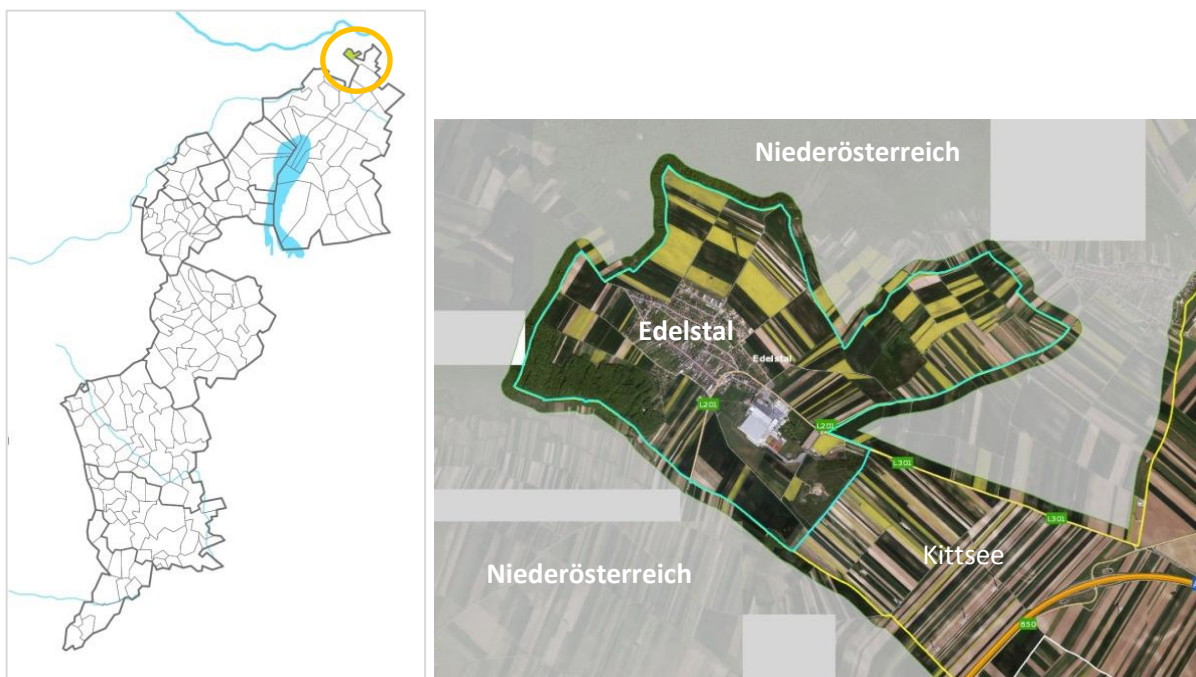 Niederösterreich
Edelstal
Edelstal
L201
L201
L301
L301
Kittsee
Niederösterreich
B50